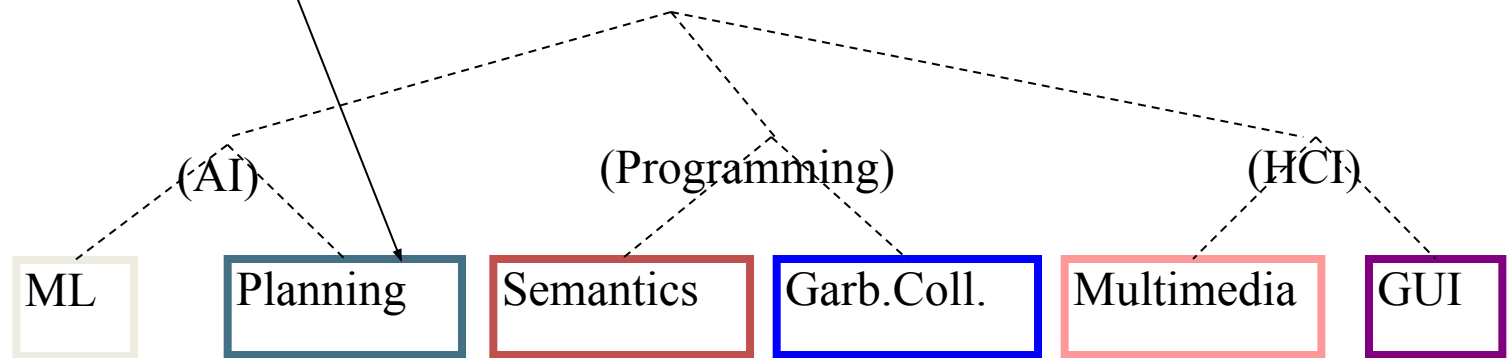 (AI) (Programming) (HCI)
ML Planning Semantics Garb.Coll. Multimedia GUI